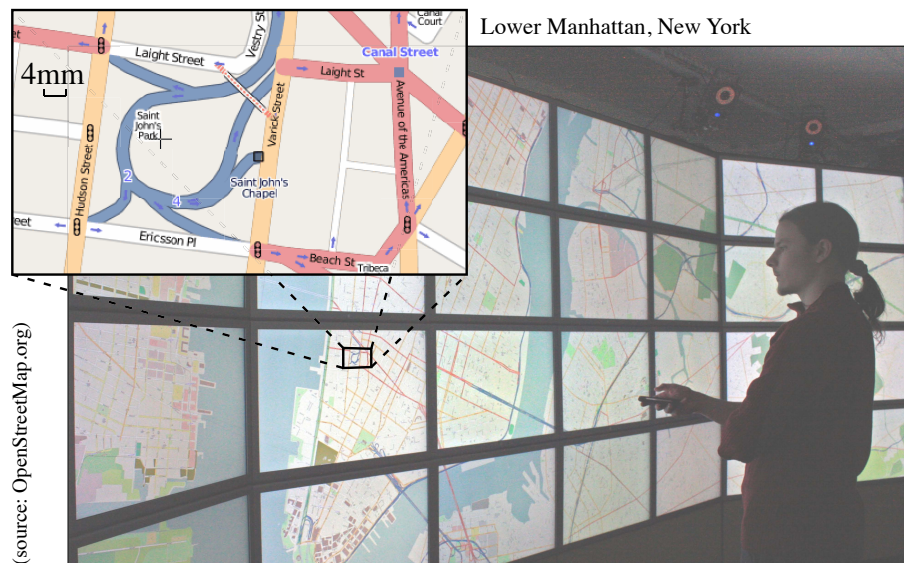 Lower Manhattan, New York
4mm
Laight Street
Vestry St
Canal
Court
Canal Street
Laight St
Saint
John's
Park
Varick Street
Avenue of the Americas
Hudson Street
2
4
Saint John's
Chapel
eet
Ericsson Pl
Beach St
Tribeca
(source: OpenStreetMap.org)